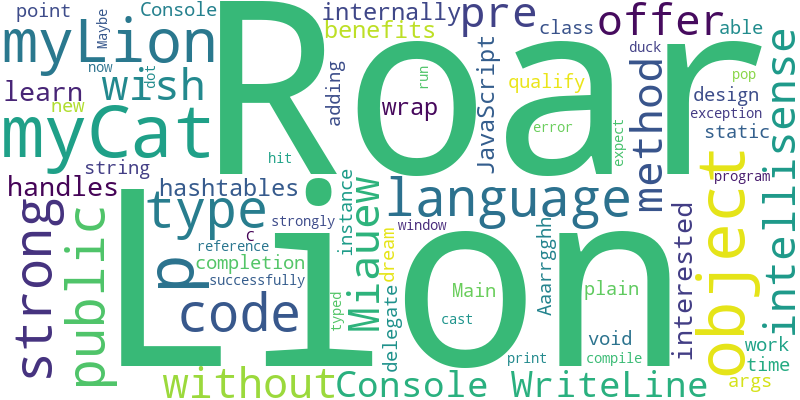 point
Console
Maybe
internally
pre
offer
able
myLion
benefits
class
Roar
duck
now
dot
wish
adding
run
JavaScript
qualify
pop
learn
new
wrap
method
design
exception
intellisense
myCat
error
expect
static
hit
string
handles
hashtables
instance
language
program
object
strong
public
type
strongly
window
C
reference
completion
successfully
p
Miauew
dream
Aaarrggghh
interested
code
Lion
Main
plain
typed
delegate
cast
void
work
print
compile
time
without
Console WriteLine
args